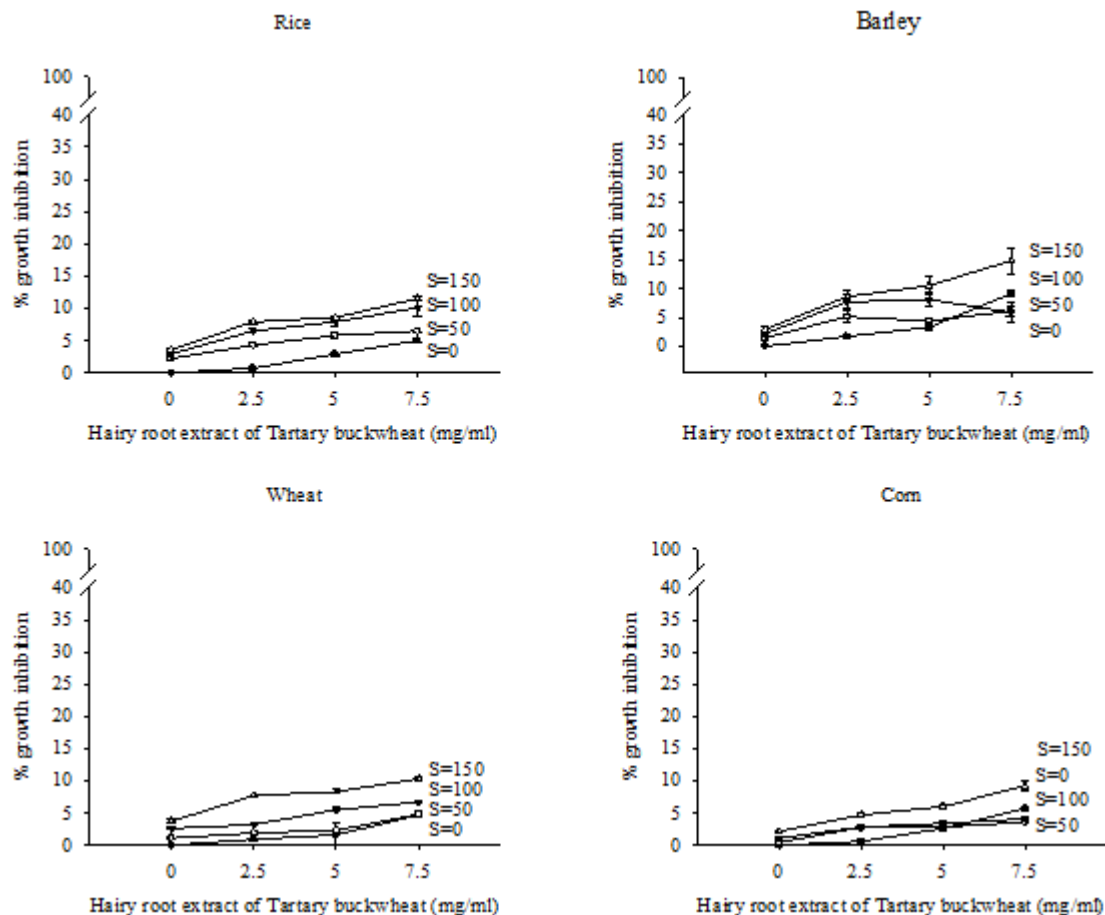 Rice
% growth inhibition
100
40
35
30
25
20
15
10
5
0
S=150
S=100
S=50
S=0
0 2.5 5 7.5
Hairy root extract of Tartary buckwheat (mg/ml)
Barley
% growth inhibition
100
40
35
30
25
20
15
10
5
0
S=150
S=100
S=50
S=0
0 2.5 5 7.5
Hairy root extract of Tartary buckwheat (mg/ml)
Wheat
% growth inhibition
100
40
35
30
25
20
15
10
5
0
S=150
S=100
S=50
S=0
0 2.5 5 7.5
Hairy root extract of Tartary buckwheat (mg/ml)
Corn
% growth inhibition
100
40
35
30
25
20
15
10
5
0
S=150
S=0
S=100
S=50
0 2.5 5 7.5
Hairy root extract of Tartary buckwheat (mg/ml)